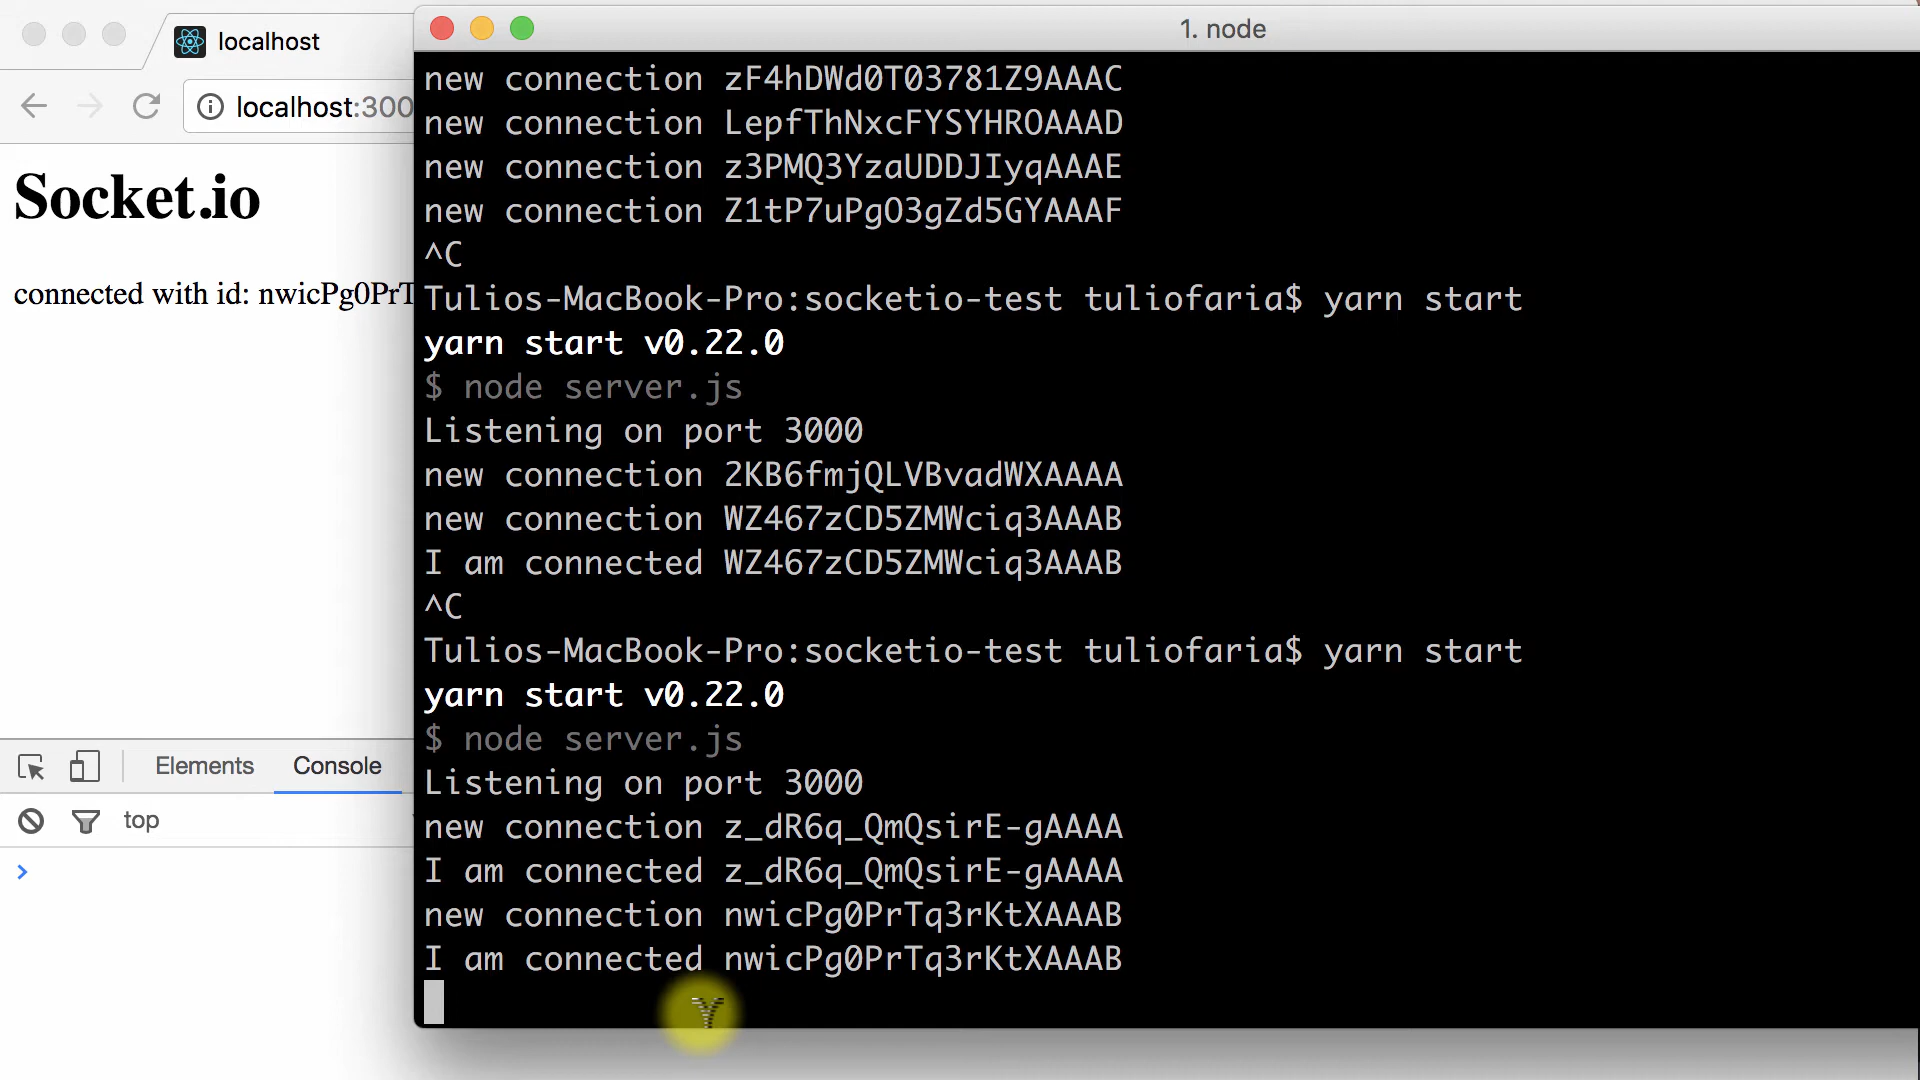 localhost
localhost:300
Socket.io
connected with id: nwicPg0PrT
Elements
Console
top
1. node
new connection zF4hDWd0T03781Z9AAAC
new connection LepfThNxcFYSYHROAAAD
new connection z3PMQ3YzaUDDJIyqAAAE
new connection Z1tP7uPgO3gZd5GYAAAF
^C
Tulios-MacBook-Pro:socketio-test tuliofaria$ yarn start
yarn start v0.22.0
$ node server.js
Listening on port 3000
new connection 2KB6fmjQLVBvadWXAAAA
new connection WZ467zCD5ZMWciq3AAAB
I am connected WZ467zCD5ZMWciq3AAAB
^C
Tulios-MacBook-Pro:socketio-test tuliofaria$ yarn start
yarn start v0.22.0
$ node server.js
Listening on port 3000
new connection z_dR6q_QmQsirE-gAAAA
I am connected z_dR6q_QmQsirE-gAAAA
new connection nwicPg0PrTq3rKtXAAAB
I am connected nwicPg0PrTq3rKtXAAAB